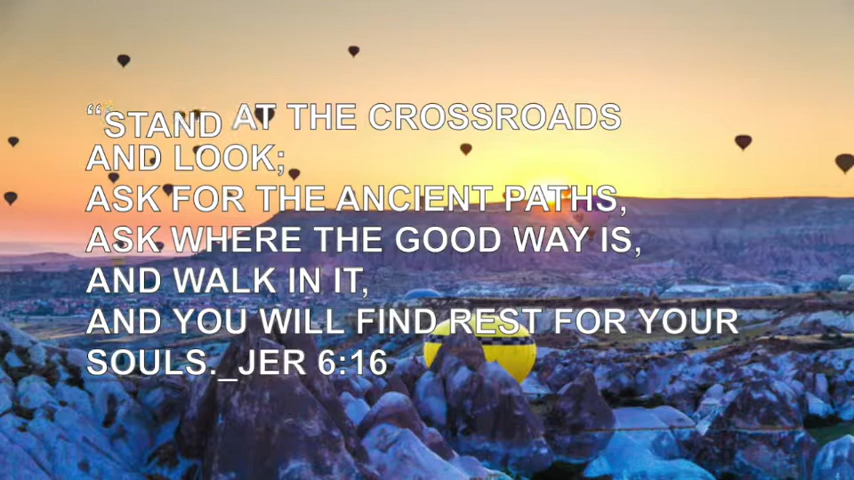 “STAND AT THE CROSSROADS
AND LOOK;
ASK FOR THE ANCIENT PATHS,
ASK WHERE THE GOOD WAY IS,
AND WALK IN IT,
AND YOU WILL FIND REST FOR YOUR
SOULS._JER 6:16